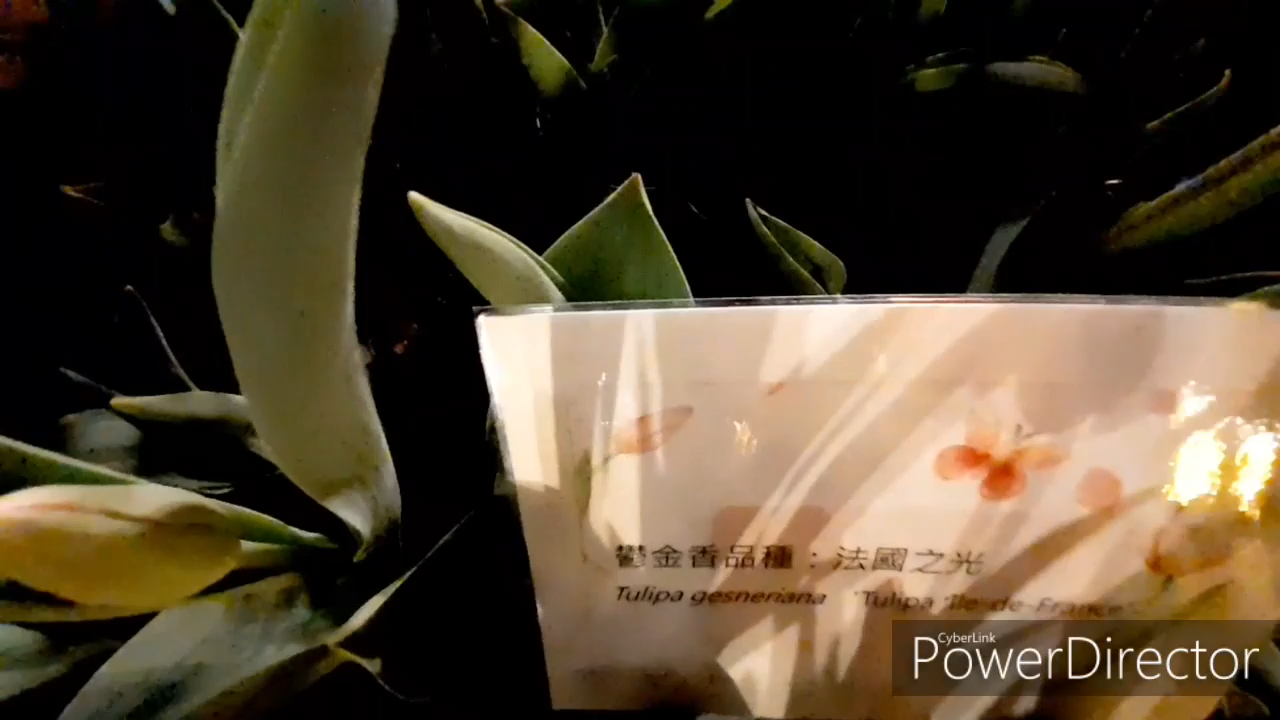 鬱金香品種：法國之光
Tulipa gesneriana 'Tulipa 'Ile-de-France'
CyberLink
PowerDirector